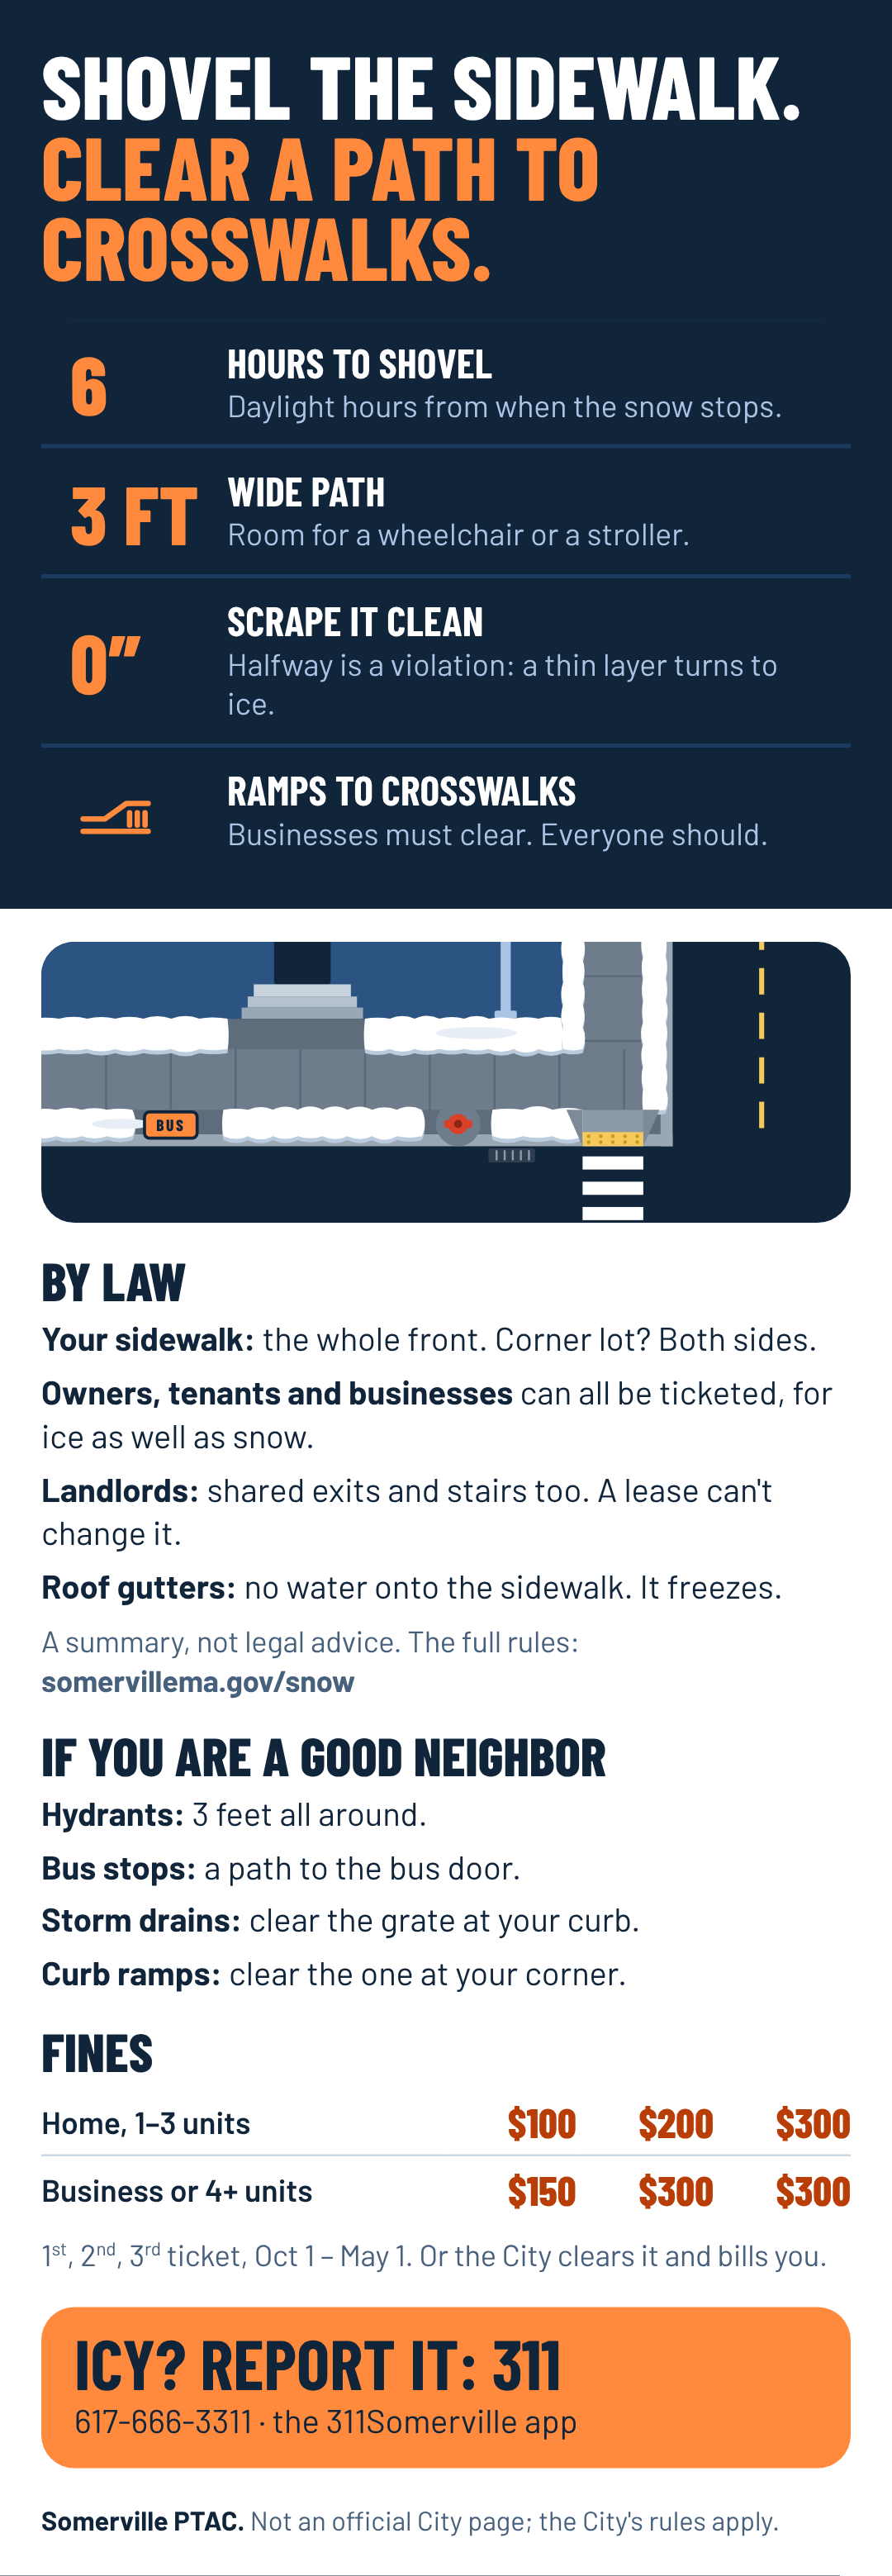 SHOVEL THE SIDEWALK.
CLEAR A PATH TO
CROSSWALKS.
6
HOURS TO SHOVEL
Daylight hours from when the snow stops.
3 FT
WIDE PATH
Room for a wheelchair or a stroller.
0″
SCRAPE IT CLEAN
Halfway is a violation: a thin layer turns to
ice.
RAMPS TO CROSSWALKS
Businesses must clear. Everyone should.
BUS
BY LAW
Your sidewalk: the whole front. Corner lot? Both sides.
Owners, tenants and businesses can all be ticketed, for
ice as well as snow.
Landlords: shared exits and stairs too. A lease can't
change it.
Roof gutters: no water onto the sidewalk. It freezes.
A summary, not legal advice. The full rules:
somervillema.gov/snow
IF YOU ARE A GOOD NEIGHBOR
Hydrants: 3 feet all around.
Bus stops: a path to the bus door.
Storm drains: clear the grate at your curb.
Curb ramps: clear the one at your corner.
FINES
Home, 1–3 units $100 $200 $300
Business or 4+ units $150 $300 $300
1st, 2nd, 3rd ticket, Oct 1 – May 1. Or the City clears it and bills you.
ICY? REPORT IT: 311
617-666-3311 · the 311Somerville app
Somerville PTAC. Not an official City page; the City's rules apply.